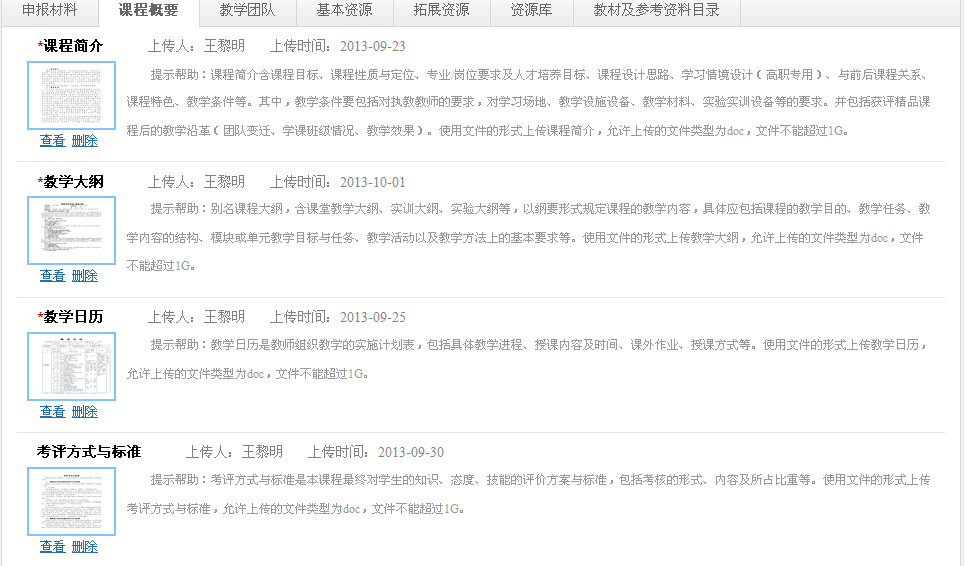 申报材料 课程概要 教学团队 基本资源 拓展资源 资源库 教材及参考资料目录
*课程简介 上传人：王黎明 上传时间：2013-09-23
提示帮助：课程简介含课程目标、课程性质与定位、专业/岗位要求及人才培养目标、课程设计思路、学习情境设计（高职专用）、与前后课程关系、
课程特色、教学条件等。其中，教学条件要包括对执教教师的要求，对学习场地、教学设施设备、教学材料、实验实训设备等的要求。并包括获评精品课
程后的教学沿革（团队变迁、学课班级情况、教学效果）。使用文件的形式上传课程简介，允许上传的文件类型为doc，文件不能超过1G。
查看 删除
*教学大纲 上传人：王黎明 上传时间：2013-10-01
提示帮助：别名课程大纲，含课堂教学大纲、实训大纲、实验大纲等，以纲要形式规定课程的教学内容，具体应包括课程的教学目的、教学任务、教
学内容的结构、模块或单元教学目标与任务、教学活动以及教学方法上的基本要求等。使用文件的形式上传教学大纲，允许上传的文件类型为doc，文件
不能超过1G。
查看 删除
*教学日历 上传人：王黎明 上传时间：2013-09-25
提示帮助：教学日历是教师组织教学的实施计划表，包括具体教学进程、授课内容及时间、课外作业、授课方式等。使用文件的形式上传教学日历，
允许上传的文件类型为doc，文件不能超过1G。
查看 删除
考评方式与标准 上传人：王黎明 上传时间：2013-09-30
提示帮助：考评方式与标准是本课程最终对学生的知识、态度、技能的评价方案与标准，包括考核的形式、内容及所占比重等。使用文件的形式上传
考评方式与标准，允许上传的文件类型为doc，文件不能超过1G。
查看 删除